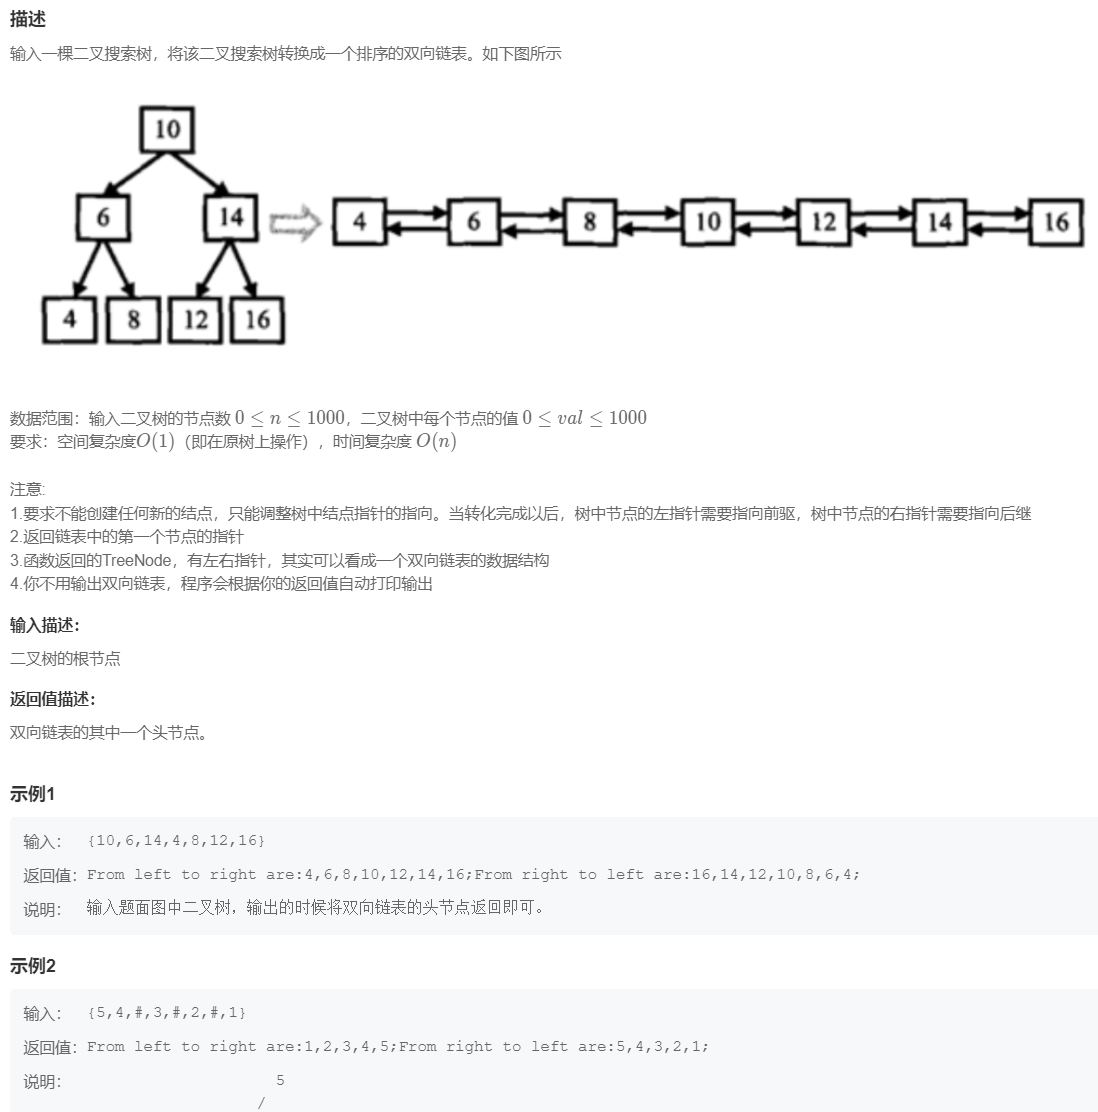 描述
输入一棵二叉搜索树，将该二叉搜索树转换成一个排序的双向链表。如下图所示
10
6
14
4
8
12
16
4
6
8
10
12
14
16
数据范围：输入二叉树的节点数 0 ≤ n ≤ 1000，二叉树中每个节点的值 0 ≤ val ≤ 1000
要求：空间复杂度O(1)（即在原树上操作），时间复杂度 O(n)
注意:
1.要求不能创建任何新的结点，只能调整树中结点指针的指向。当转化完成以后，树中节点的左指针需要指向前驱，树中节点的右指针需要指向后继
2.返回链表中的第一个节点的指针
3.函数返回的TreeNode，有左右指针，其实可以看成一个双向链表的数据结构
4.你不用输出双向链表，程序会根据你的返回值自动打印输出
输入描述：
二叉树的根节点
返回值描述：
双向链表的其中一个头节点。
示例1
输入： {10,6,14,4,8,12,16}
返回值：From left to right are:4,6,8,10,12,14,16;From right to left are:16,14,12,10,8,6,4;
说明： 输入题面图中二叉树，输出的时候将双向链表的头节点返回即可。
示例2
输入： {5,4,#,3,#,2,#,1}
返回值：From left to right are:1,2,3,4,5;From right to left are:5,4,3,2,1;
说明： 5
/